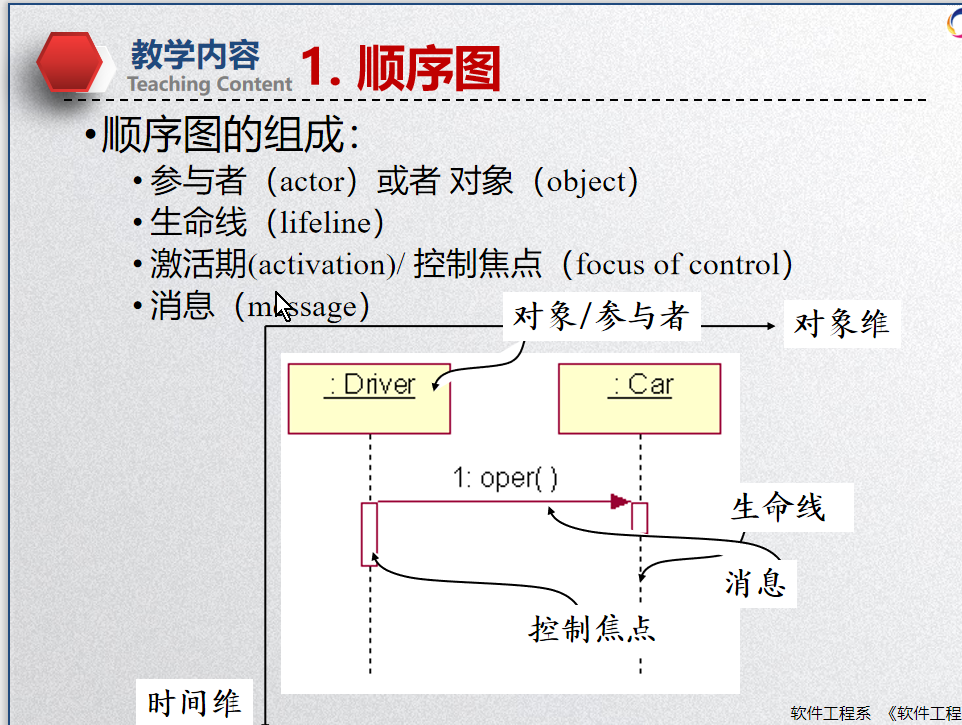 教学内容
Teaching Content
1. 顺序图
•顺序图的组成：
•参与者（actor）或者 对象（object）
•生命线（lifeline）
•激活期(activation)/ 控制焦点（focus of control）
•消息（message）
对象/参与者
对象维
: Driver
: Car
1: oper( )
生命线
消息
控制焦点
时间维
软件工程系 《软件工程